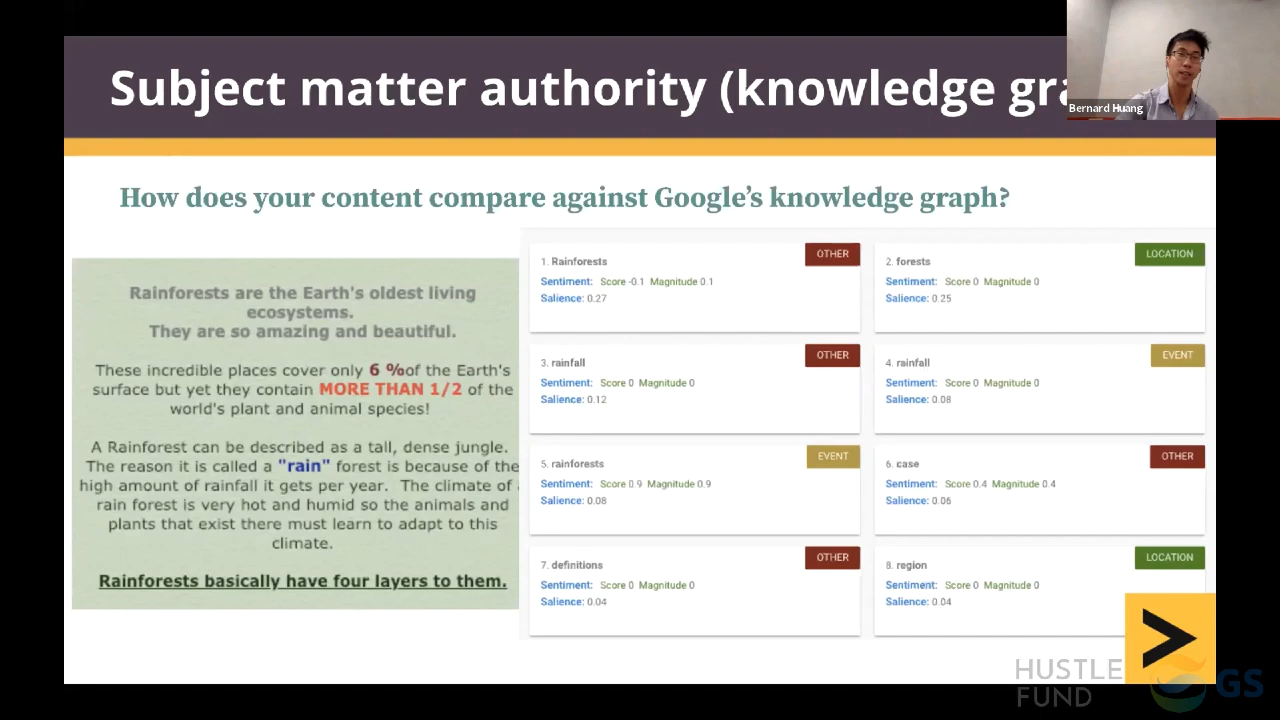 Subject matter authority (knowledge gra
Bernard Huang
How does your content compare against Google's knowledge graph?
Rainforests are the Earth's oldest living
ecosystems.
They are so amazing and beautiful.
These incredible places cover only 6 %of the Earth's
surface but yet they contain MORE THAN 1/2 of the
world's plant and animal species!
A Rainforest can be described as a tall, dense jungle.
The reason it is called a "rain" forest is because of the
high amount of rainfall it gets per year. The climate of
rain forest is very hot and humid so the animals and
plants that exist there must learn to adapt to this
climate.
Rainforests basically have four layers to them.
1. Rainforests
OTHER
Sentiment: Score -0.1 Magnitude 0.1
Salience: 0.27
2. forests
LOCATION
Sentiment: Score 0 Magnitude 0
Salience: 0.25
3. rainfall
OTHER
Sentiment: Score 0 Magnitude 0
Salience: 0.12
4. rainfall
EVENT
Sentiment: Score 0 Magnitude 0
Salience: 0.08
5. rainforests
EVENT
Sentiment: Score 0.9 Magnitude 0.9
Salience: 0.08
6. case
OTHER
Sentiment: Score 0.4 Magnitude 0.4
Salience: 0.06
7. definitions
OTHER
Sentiment: Score 0 Magnitude 0
Salience: 0.04
8. region
LOCATION
Sentiment: Score 0 Magnitude 0
Salience: 0.04
HUSTLE
FUND
GS